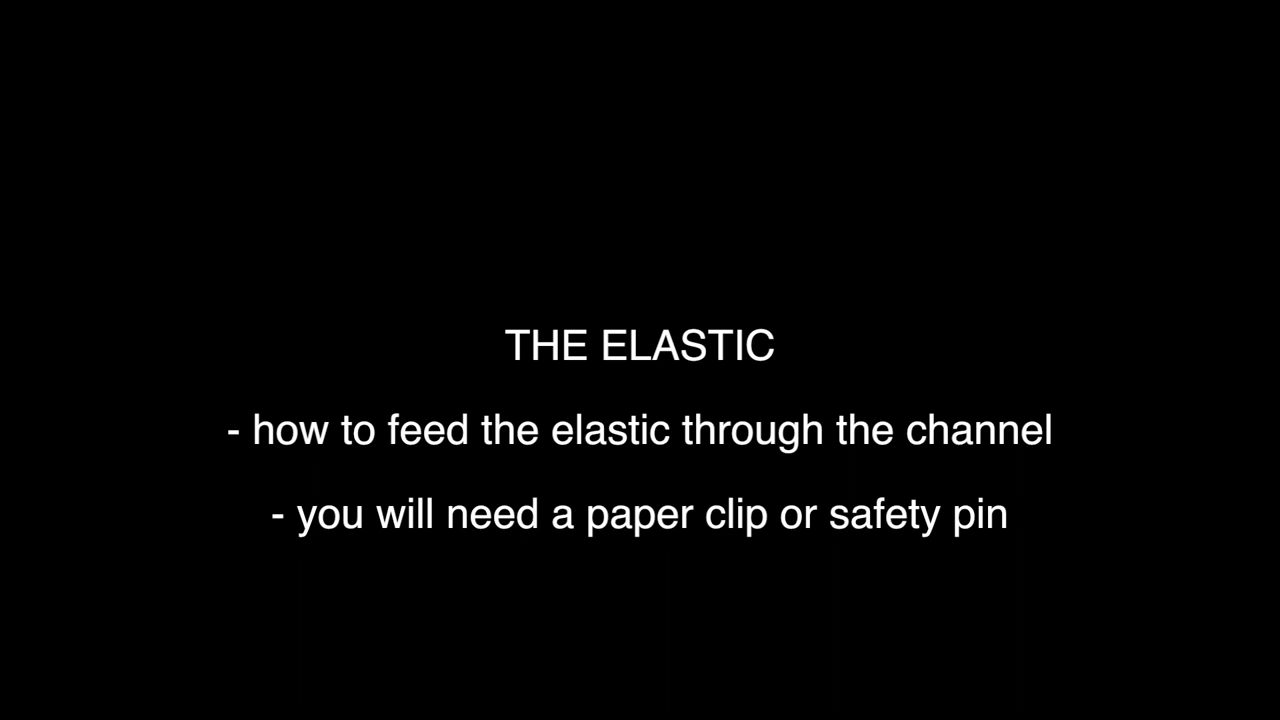 THE ELASTIC
- how to feed the elastic through the channel
- you will need a paper clip or safety pin